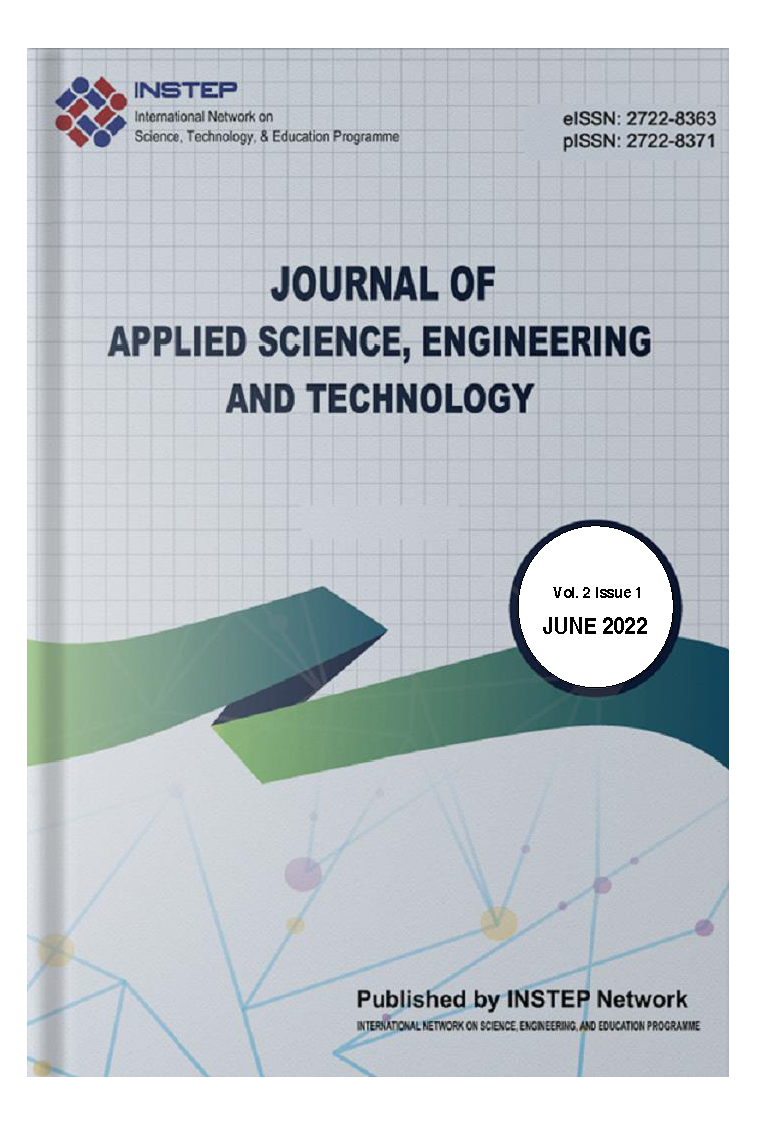 INSTEP
International Network on
Science, Technology, & Education Programme
eISSN: 2722-8363
pISSN: 2722-8371
JOURNAL OF
APPLIED SCIENCE, ENGINEERING
AND TECHNOLOGY
Vol. 2 Issue 1
JUNE 2022
Published by INSTEP Network
INTERNATIONAL NETWORK ON SCIENCE, ENGINEERING, AND EDUCATION PROGRAMME